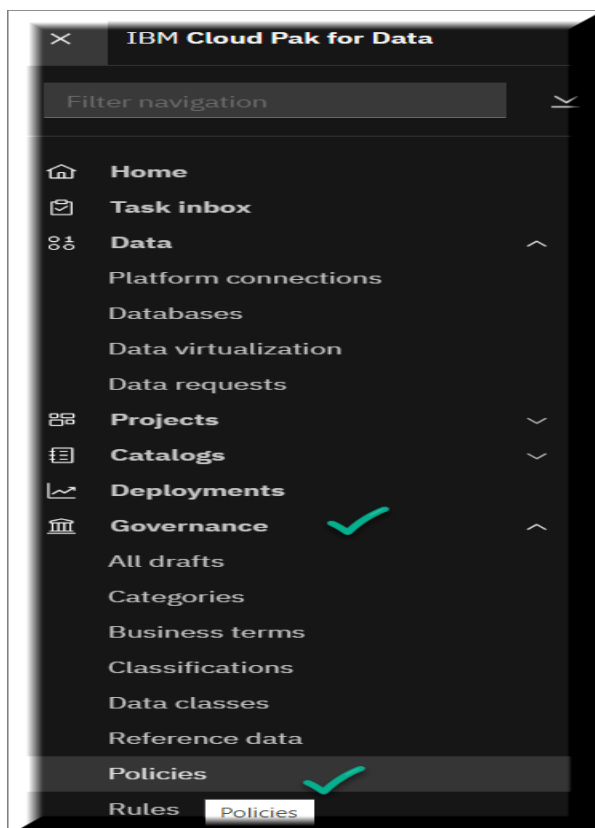 IBM Cloud Pak for Data
Filter navigation
Home
Task inbox
Data
Platform connections
Databases
Data virtualization
Data requests
Projects
Catalogs
Deployments
Governance
All drafts
Categories
Business terms
Classifications
Data classes
Reference data
Policies
Rules
Policies